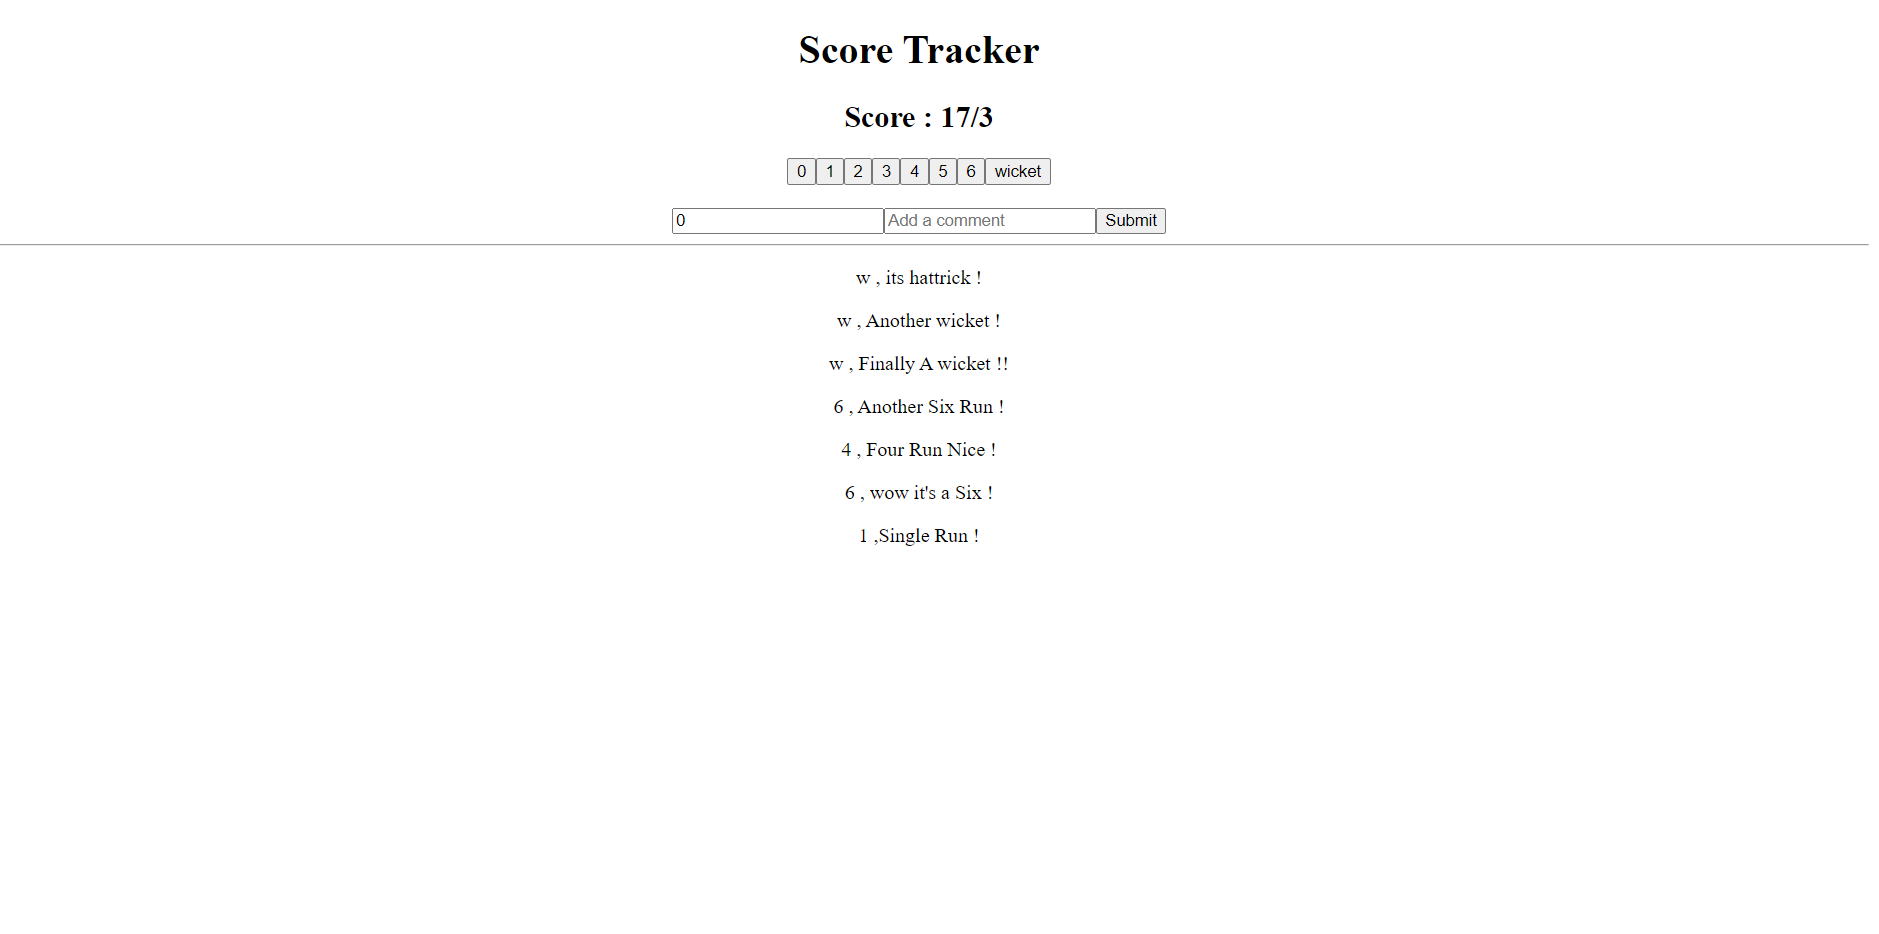 Score Tracker
Score : 17/3
0 1 2 3 4 5 6 wicket
0 Add a comment Submit
w , its hattrick !
w , Another wicket !
w , Finally A wicket !!
6 , Another Six Run !
4 , Four Run Nice !
6 , wow it's a Six !
1 ,Single Run !